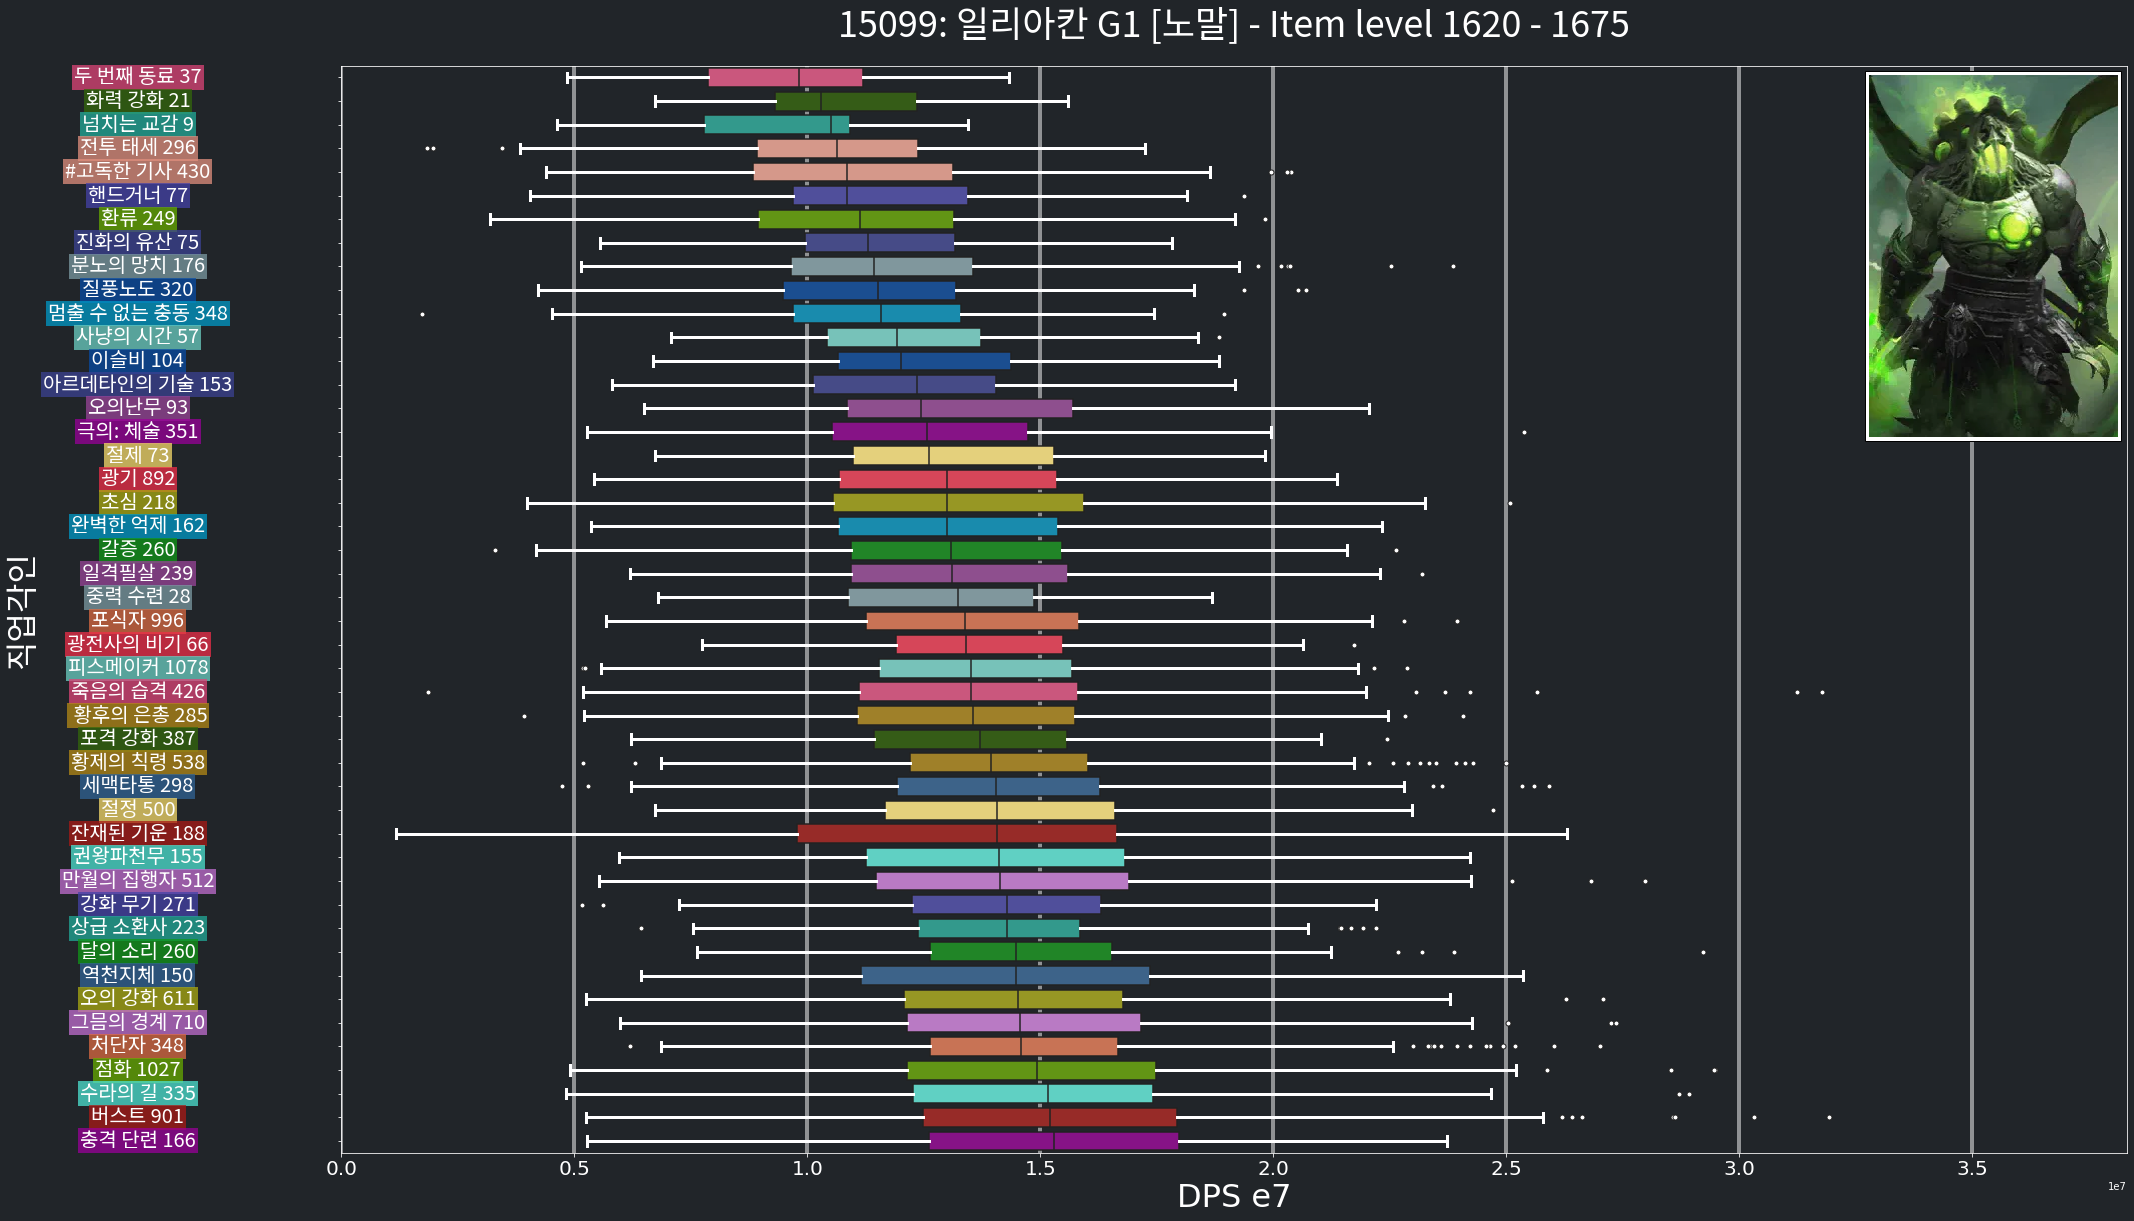 15099: 일리아칸 G1 [노말] - Item level 1620 - 1675
두 번째 동료 37
화력 강화 21
넘치는 교감 9
전투 태세 296
#고독한 기사 430
핸드거너 77
환류 249
진화의 유산 75
분노의 망치 176
질풍노도 320
멈출 수 없는 충동 348
사냥의 시간 57
이슬비 104
아르데타인의 기술 153
오의난무 93
극의: 체술 351
절제 73
광기 892
초심 218
완벽한 억제 162
갈증 260
일격필살 239
중력 수련 28
포식자 996
광전사의 비기 66
피스메이커 1078
죽음의 습격 426
황후의 은총 285
포격 강화 387
황제의 칙령 538
세맥타통 298
절정 500
잔재된 기운 188
권왕파천무 155
만월의 집행자 512
강화 무기 271
상급 소환사 223
달의 소리 260
역천지체 150
오의 강화 611
그믐의 경계 710
처단자 348
점화 1027
수라의 길 335
버스트 901
충격 단련 166
직업각인
0.0 0.5 1.0 1.5 2.0 2.5 3.0 3.5
DPS e7
1e7